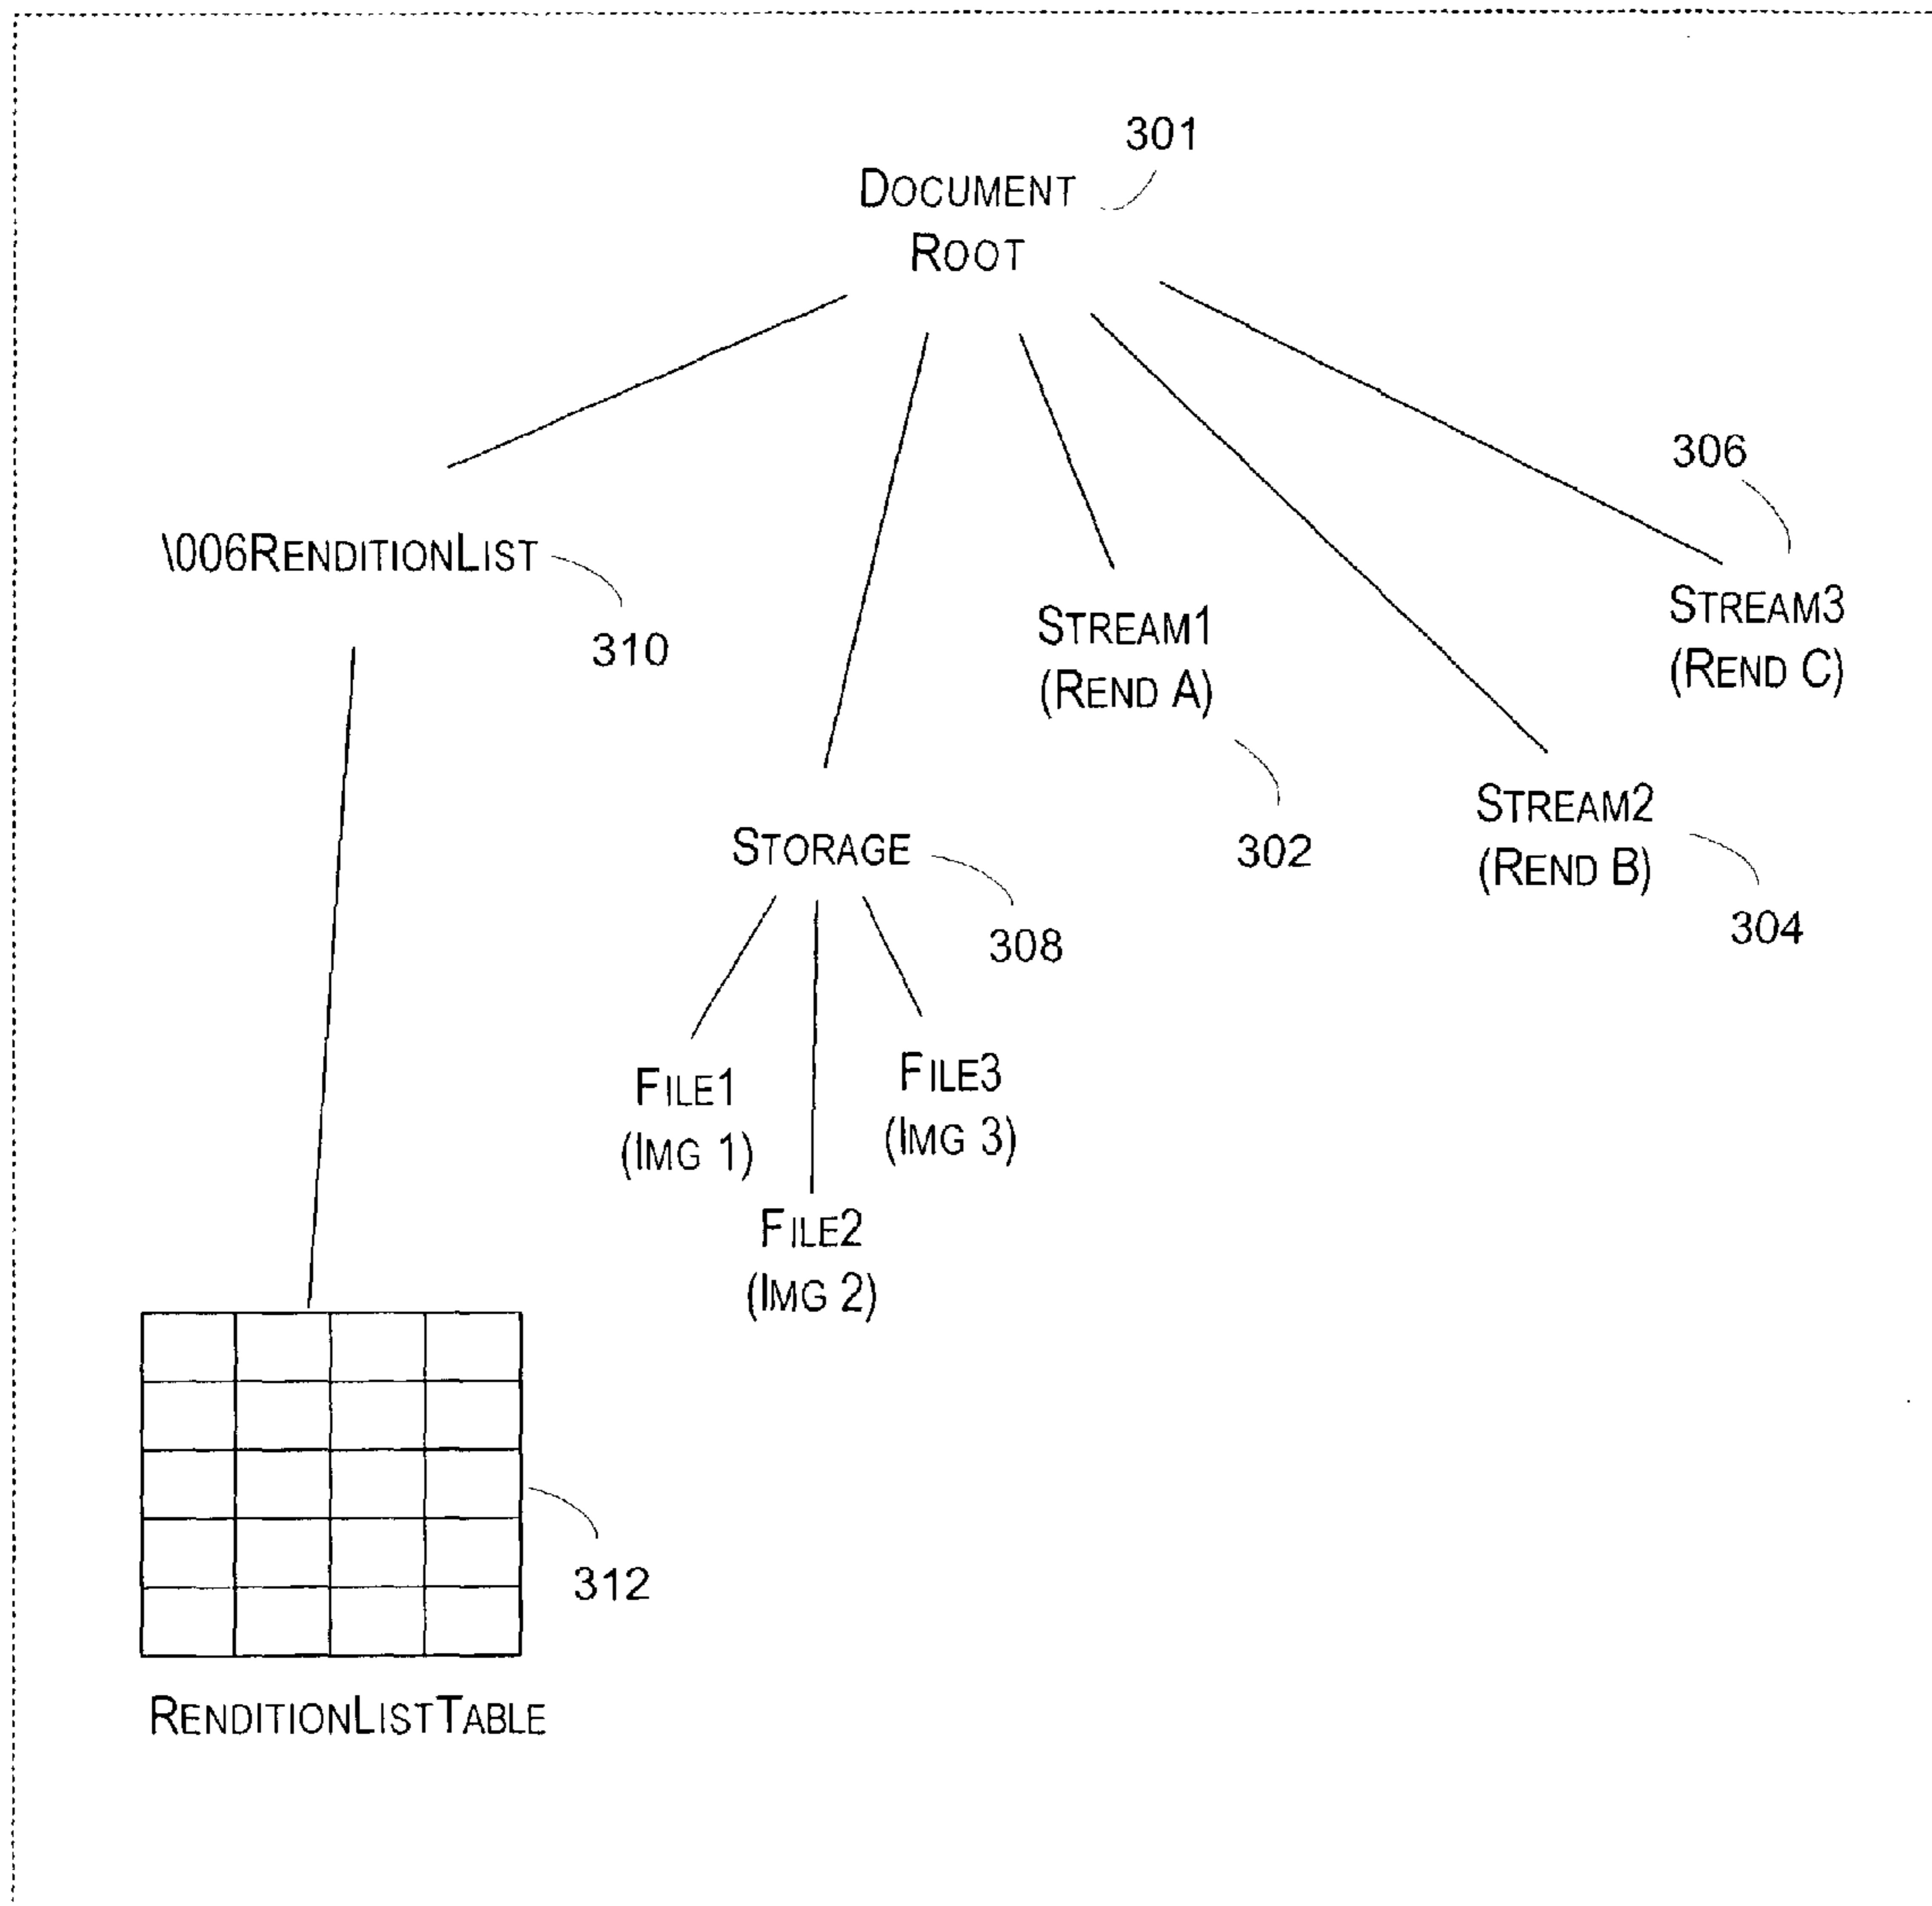 301
DOCUMENT
ROOT
306
\006RENDITIONLIST
310
STREAM1
(REND A)
302
STREAM3
(REND C)
STREAM2
(REND B)
304
STORAGE
308
FILE1
(IMG 1)
FILE3
(IMG 3)
FILE2
(IMG 2)
312
RENDITIONLISTTABLE